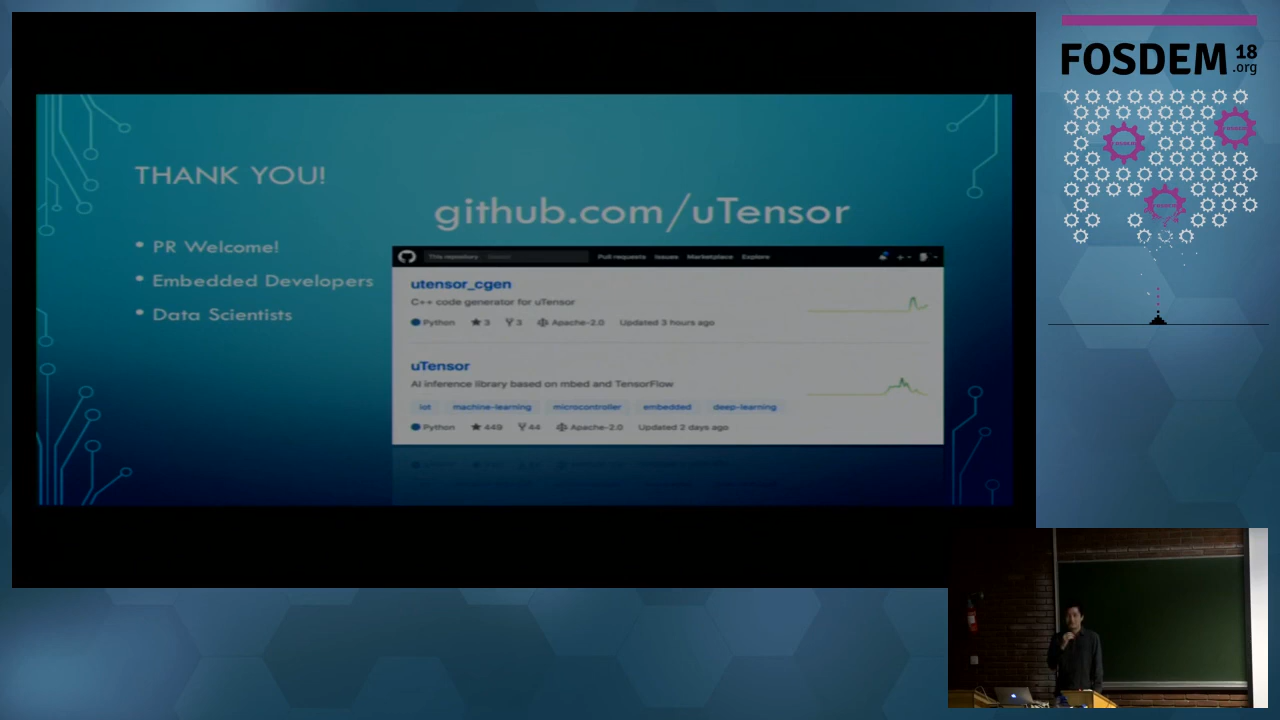 THANK YOU!
• PR Welcome!
• Embedded Developers
• Data Scientists
github.com/uTensor
This repository Search Pull requests Issues Marketplace Explore
utensor_cgen
C++ code generator for uTensor
Python 3 3 Apache-2.0 Updated 3 hours ago
uTensor
AI inference library based on mbed and TensorFlow
iot machine-learning microcontroller embedded deep-learning
Python 449 44 Apache-2.0 Updated 2 days ago
FOSDEM 18
.org